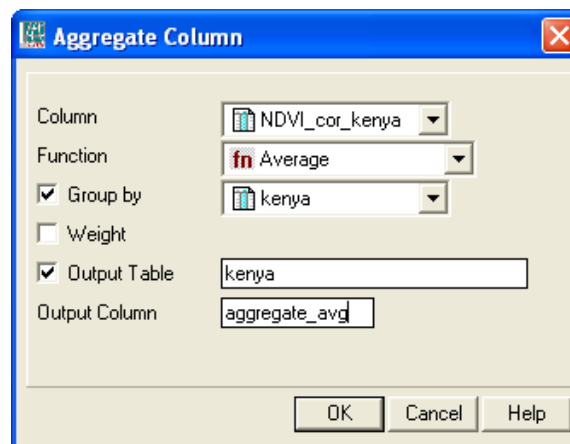 Aggregate Column
Column NDVI_cor_kenya
Function fn Average
Group by kenya
Weight
Output Table kenya
Output Column aggregate_avg
OK Cancel Help